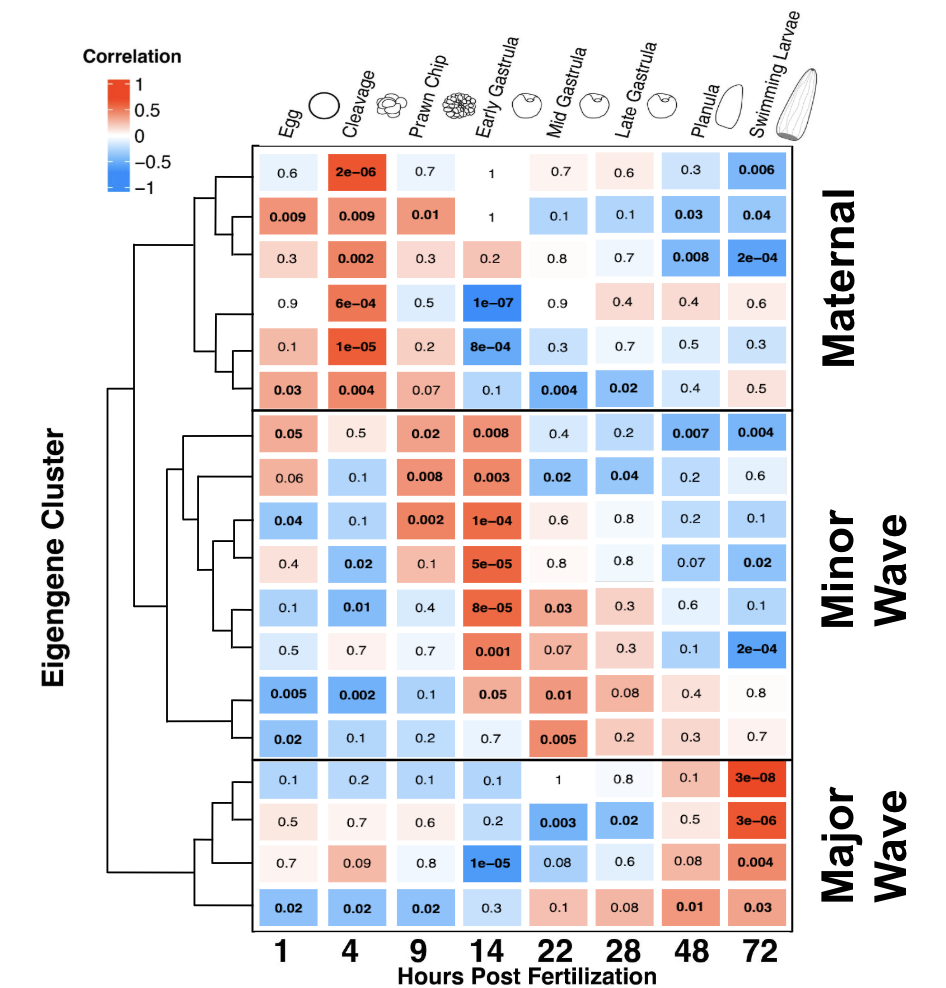 Correlation
1
0.5
0
−0.5
−1
Egg
Cleavage
Prawn Chip
Early Gastrula
Mid Gastrula
Late Gastrula
Planula
Swimming Larvae
0.6 2e−06 0.7 1 0.7 0.6 0.3 0.006
0.009 0.009 0.01 1 0.1 0.1 0.03 0.04
0.3 0.002 0.3 0.2 0.8 0.7 0.008 2e−04
0.9 6e−04 0.5 1e−07 0.9 0.4 0.4 0.6
0.1 1e−05 0.2 8e−04 0.3 0.7 0.5 0.3
0.03 0.004 0.07 0.1 0.004 0.02 0.4 0.5
0.05 0.5 0.02 0.008 0.4 0.2 0.007 0.004
0.06 0.1 0.008 0.003 0.02 0.04 0.2 0.6
0.04 0.1 0.002 1e−04 0.6 0.8 0.2 0.1
0.4 0.02 0.1 5e−05 0.8 0.8 0.07 0.02
0.1 0.01 0.4 8e−05 0.03 0.3 0.6 0.1
0.5 0.7 0.7 0.001 0.07 0.3 0.1 2e−04
0.005 0.002 0.1 0.05 0.01 0.08 0.4 0.8
0.02 0.1 0.2 0.7 0.005 0.2 0.3 0.7
0.1 0.2 0.1 0.1 1 0.8 0.1 3e−08
0.5 0.7 0.6 0.2 0.003 0.02 0.5 3e−06
0.7 0.09 0.8 1e−05 0.08 0.6 0.08 0.004
0.02 0.02 0.02 0.3 0.1 0.08 0.01 0.03
Maternal
Minor
Wave
Major
Wave
Eigengene Cluster
1 4 9 14 22 28 48 72
Hours Post Fertilization